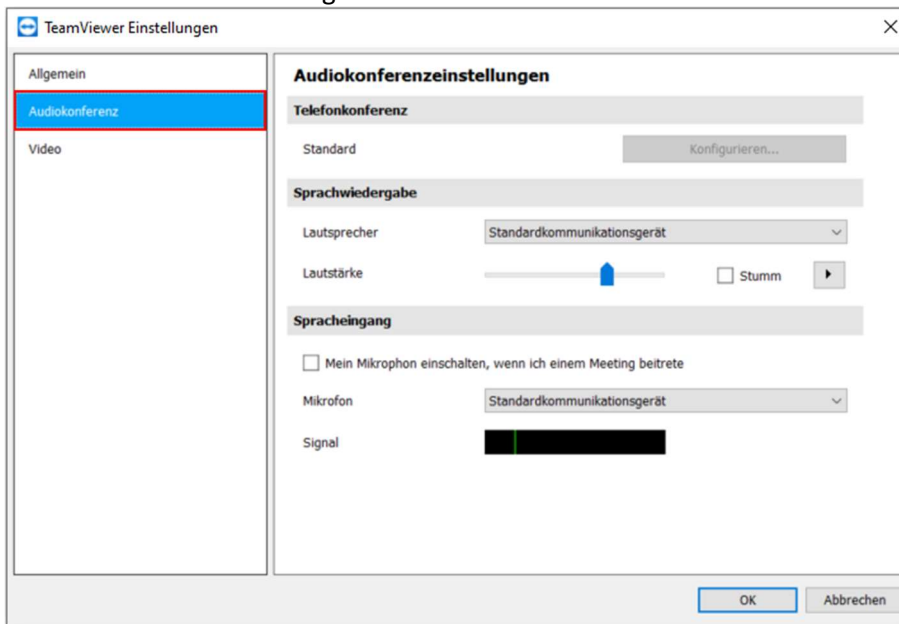 TeamViewer Einstellungen
Allgemein
Audiokonferenz
Video
Audiokonferenzeinstellungen
Telefonkonferenz
Standard Konfigurieren...
Sprachwiedergabe
Lautsprecher Standardkommunikationsgerät
Lautstärke Stumm
Spracheingang
Mein Mikrophon einschalten, wenn ich einem Meeting beitrete
Mikrofon Standardkommunikationsgerät
Signal
OK Abbrechen